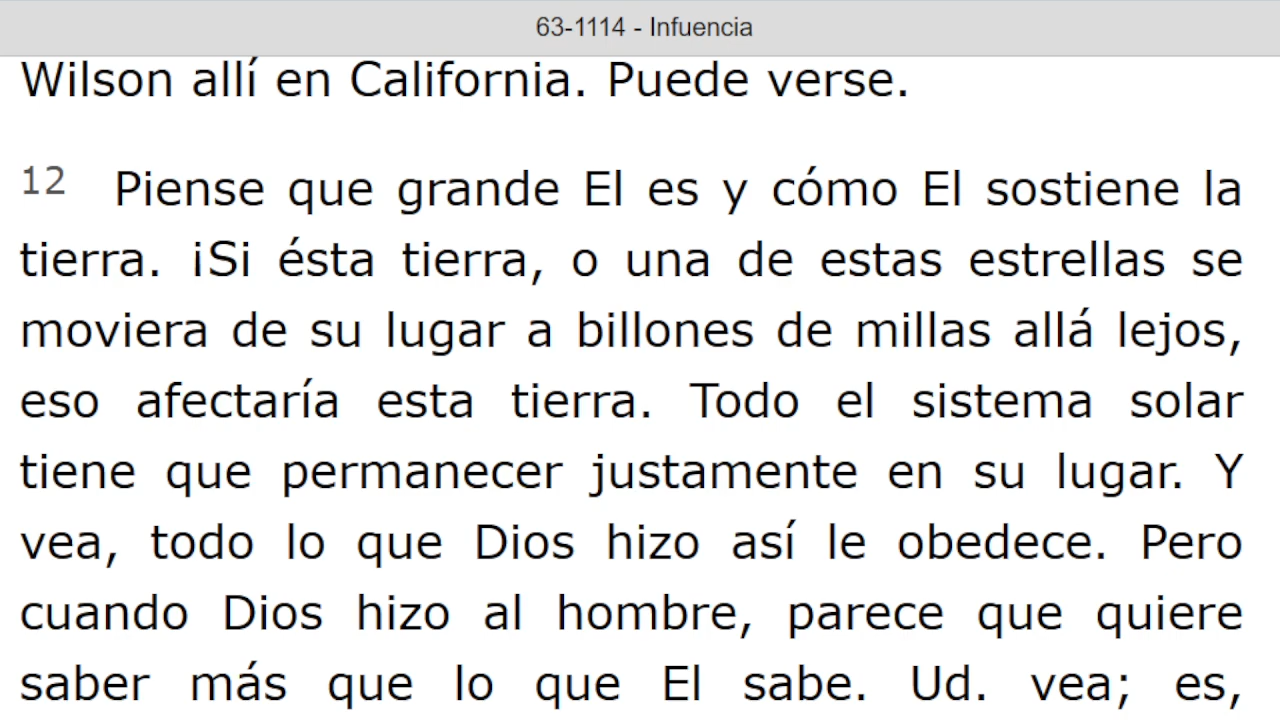 63-1114 - Infuencia
Wilson allí en California. Puede verse.
12 Piense que grande El es y cómo El sostiene la
tierra. ¡Si ésta tierra, o una de estas estrellas se
moviera de su lugar a billones de millas allá lejos,
eso afectaría esta tierra. Todo el sistema solar
tiene que permanecer justamente en su lugar. Y
vea, todo lo que Dios hizo así le obedece. Pero
cuando Dios hizo al hombre, parece que quiere
saber más que lo que El sabe. Ud. vea; es,